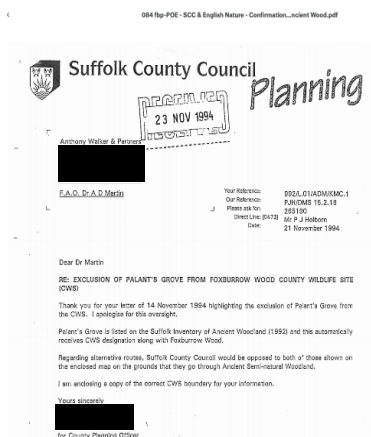 084 fbp-POE - SCC & English Nature - Confirmation...ncient Wood.pdf
Suffolk County Council
Planning
RECEIVED
23 NOV 1994
Anthony Walker & Partners
F.A.O. Dr A D Martin
Your Reference: 992/L.01/ADM/KMC.1
Our Reference: PJH/DMS 15.2.18
Please ask for: 265190
Direct Line: (0473) Mr P J Holborn
Date: 21 November 1994
Dear Dr Martin
RE: EXCLUSION OF PALANT'S GROVE FROM FOXBURROW WOOD COUNTY WILDLIFE SITE
(CWS)
Thank you for your letter of 14 November 1994 highlighting the exclusion of Palant's Grove from
the CWS. I apologise for this oversight.
Palant's Grove is listed on the Suffolk Inventory of Ancient Woodland (1992) and this automatically
receives CWS designation along with Foxburrow Wood.
Regarding alternative routes, Suffolk County Council would be opposed to both of those shown on
the enclosed map on the grounds that they go through Ancient Semi-natural Woodland.
I am enclosing a copy of the correct CWS boundary for your information.
Yours sincerely
for County Planning Officer